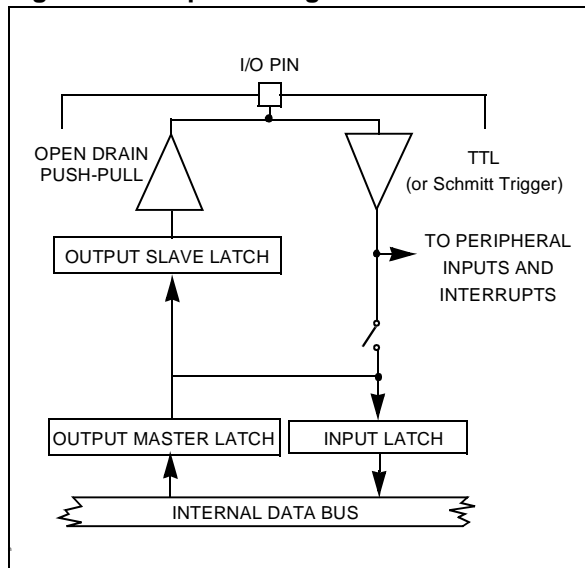 I/O PIN
OPEN DRAIN
PUSH-PULL
TTL
(or Schmitt Trigger)
TO PERIPHERAL
INPUTS AND
INTERRUPTS
OUTPUT SLAVE LATCH
OUTPUT MASTER LATCH
INPUT LATCH
INTERNAL DATA BUS